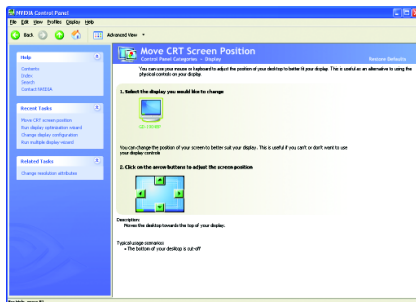 NVIDIA Control Panel
File Edit View Profiles Display Help
Back Advanced View
Move CRT Screen Position
Control Panel Categories - Display
Restore Defaults
Help
Contents
Index
Search
Contact NVIDIA
Recent Tasks
Move CRT screen position
Run display optimization wizard
Change display configuration
Run multiple display wizard
Related Tasks
Change resolution attributes
You can use your mouse or keyboard to adjust the position of your desktop to better fit your display. This is useful as an alternative to using the
physical controls on your display.
1. Select the display you would like to change
You can change the position of your screen to better suit your display. This is useful if you can't or don't want to use
your display controls
2. Click on the arrow buttons to adjust the screen position
Description:
Moves the desktop towards the top of your display.
Typical usage scenarios:
• The bottom of your desktop is cut-off